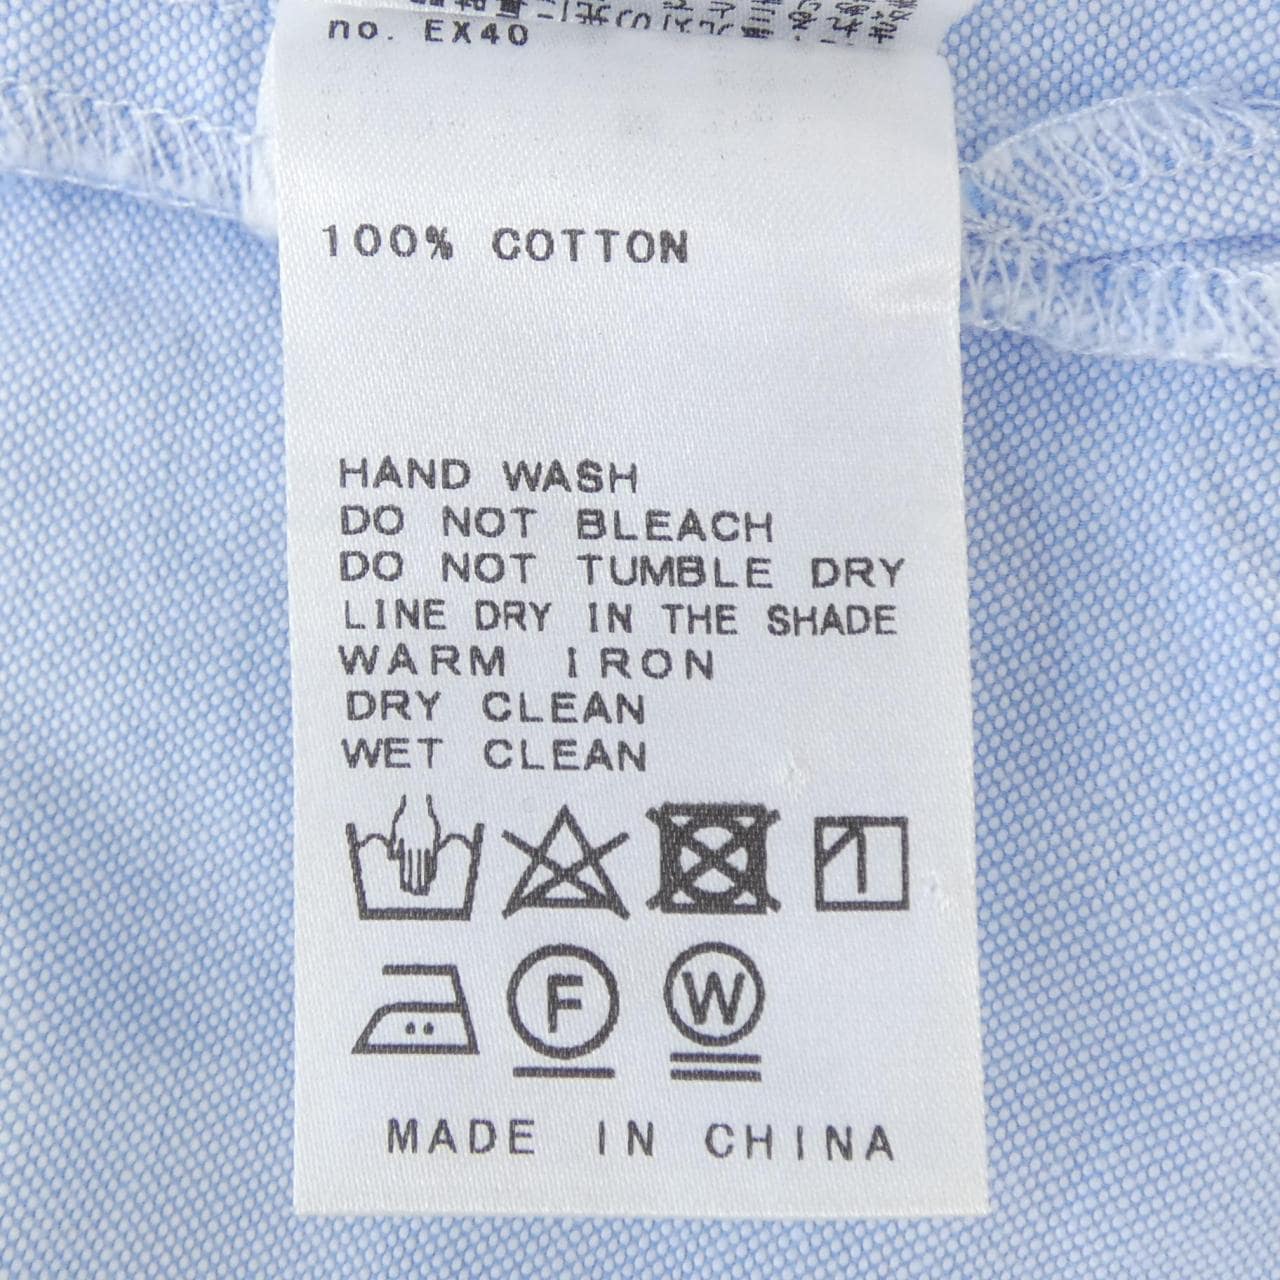 no. EX40
100% COTTON
HAND WASH
DO NOT BLEACH
DO NOT TUMBLE DRY
LINE DRY IN THE SHADE
WARM IRON
DRY CLEAN
WET CLEAN
F W
MADE IN CHINA